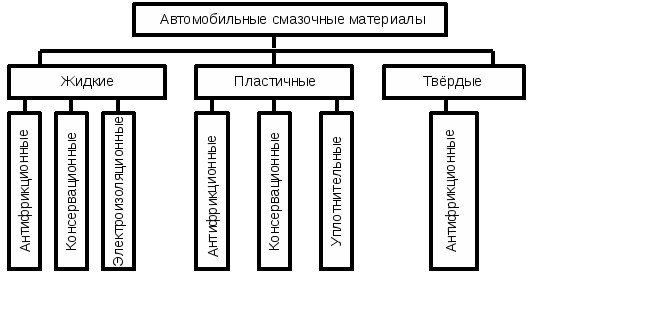 Автомобильные смазочные материалы
Жидкие
Пластичные
Твёрдые
Антифрикционные
Консервационные
Электроизоляционные
Антифрикционные
Консервационные
Уплотнительные
Антифрикционные